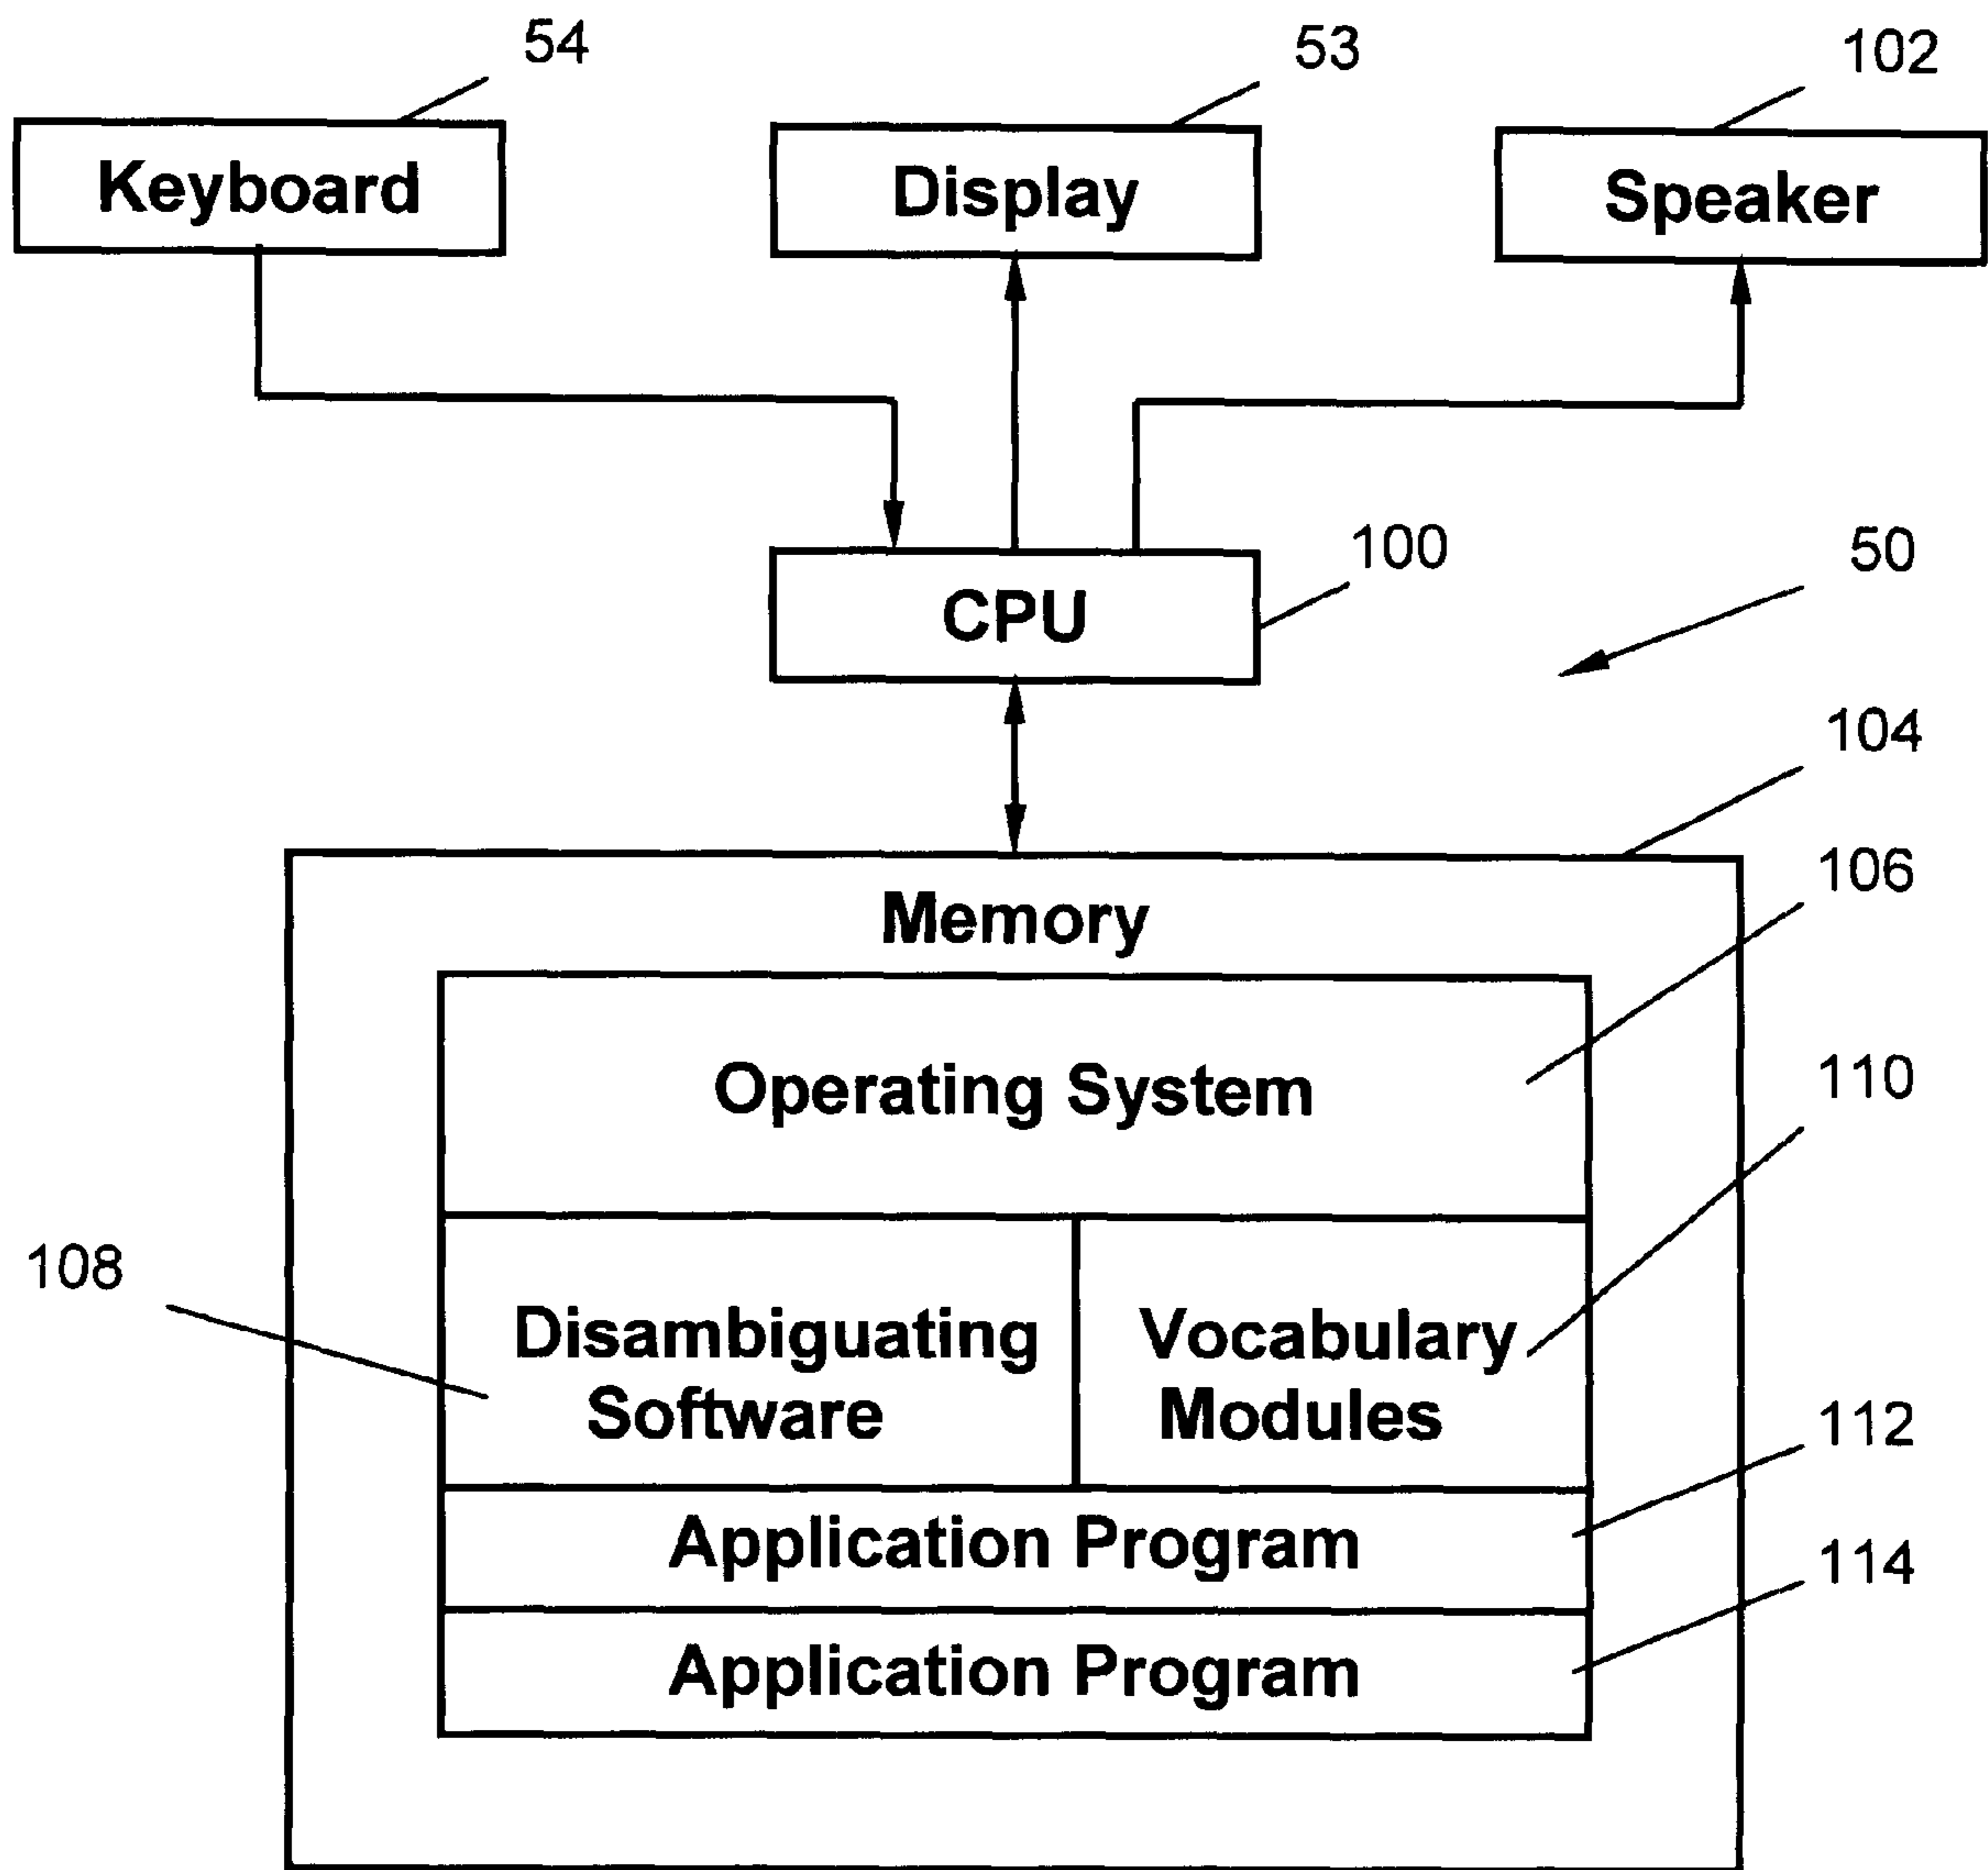 54
53
102
Keyboard
Display
Speaker
100
50
CPU
104
106
Memory
Operating System
110
108
Disambiguating
Software
Vocabulary
Modules
112
Application Program
114
Application Program